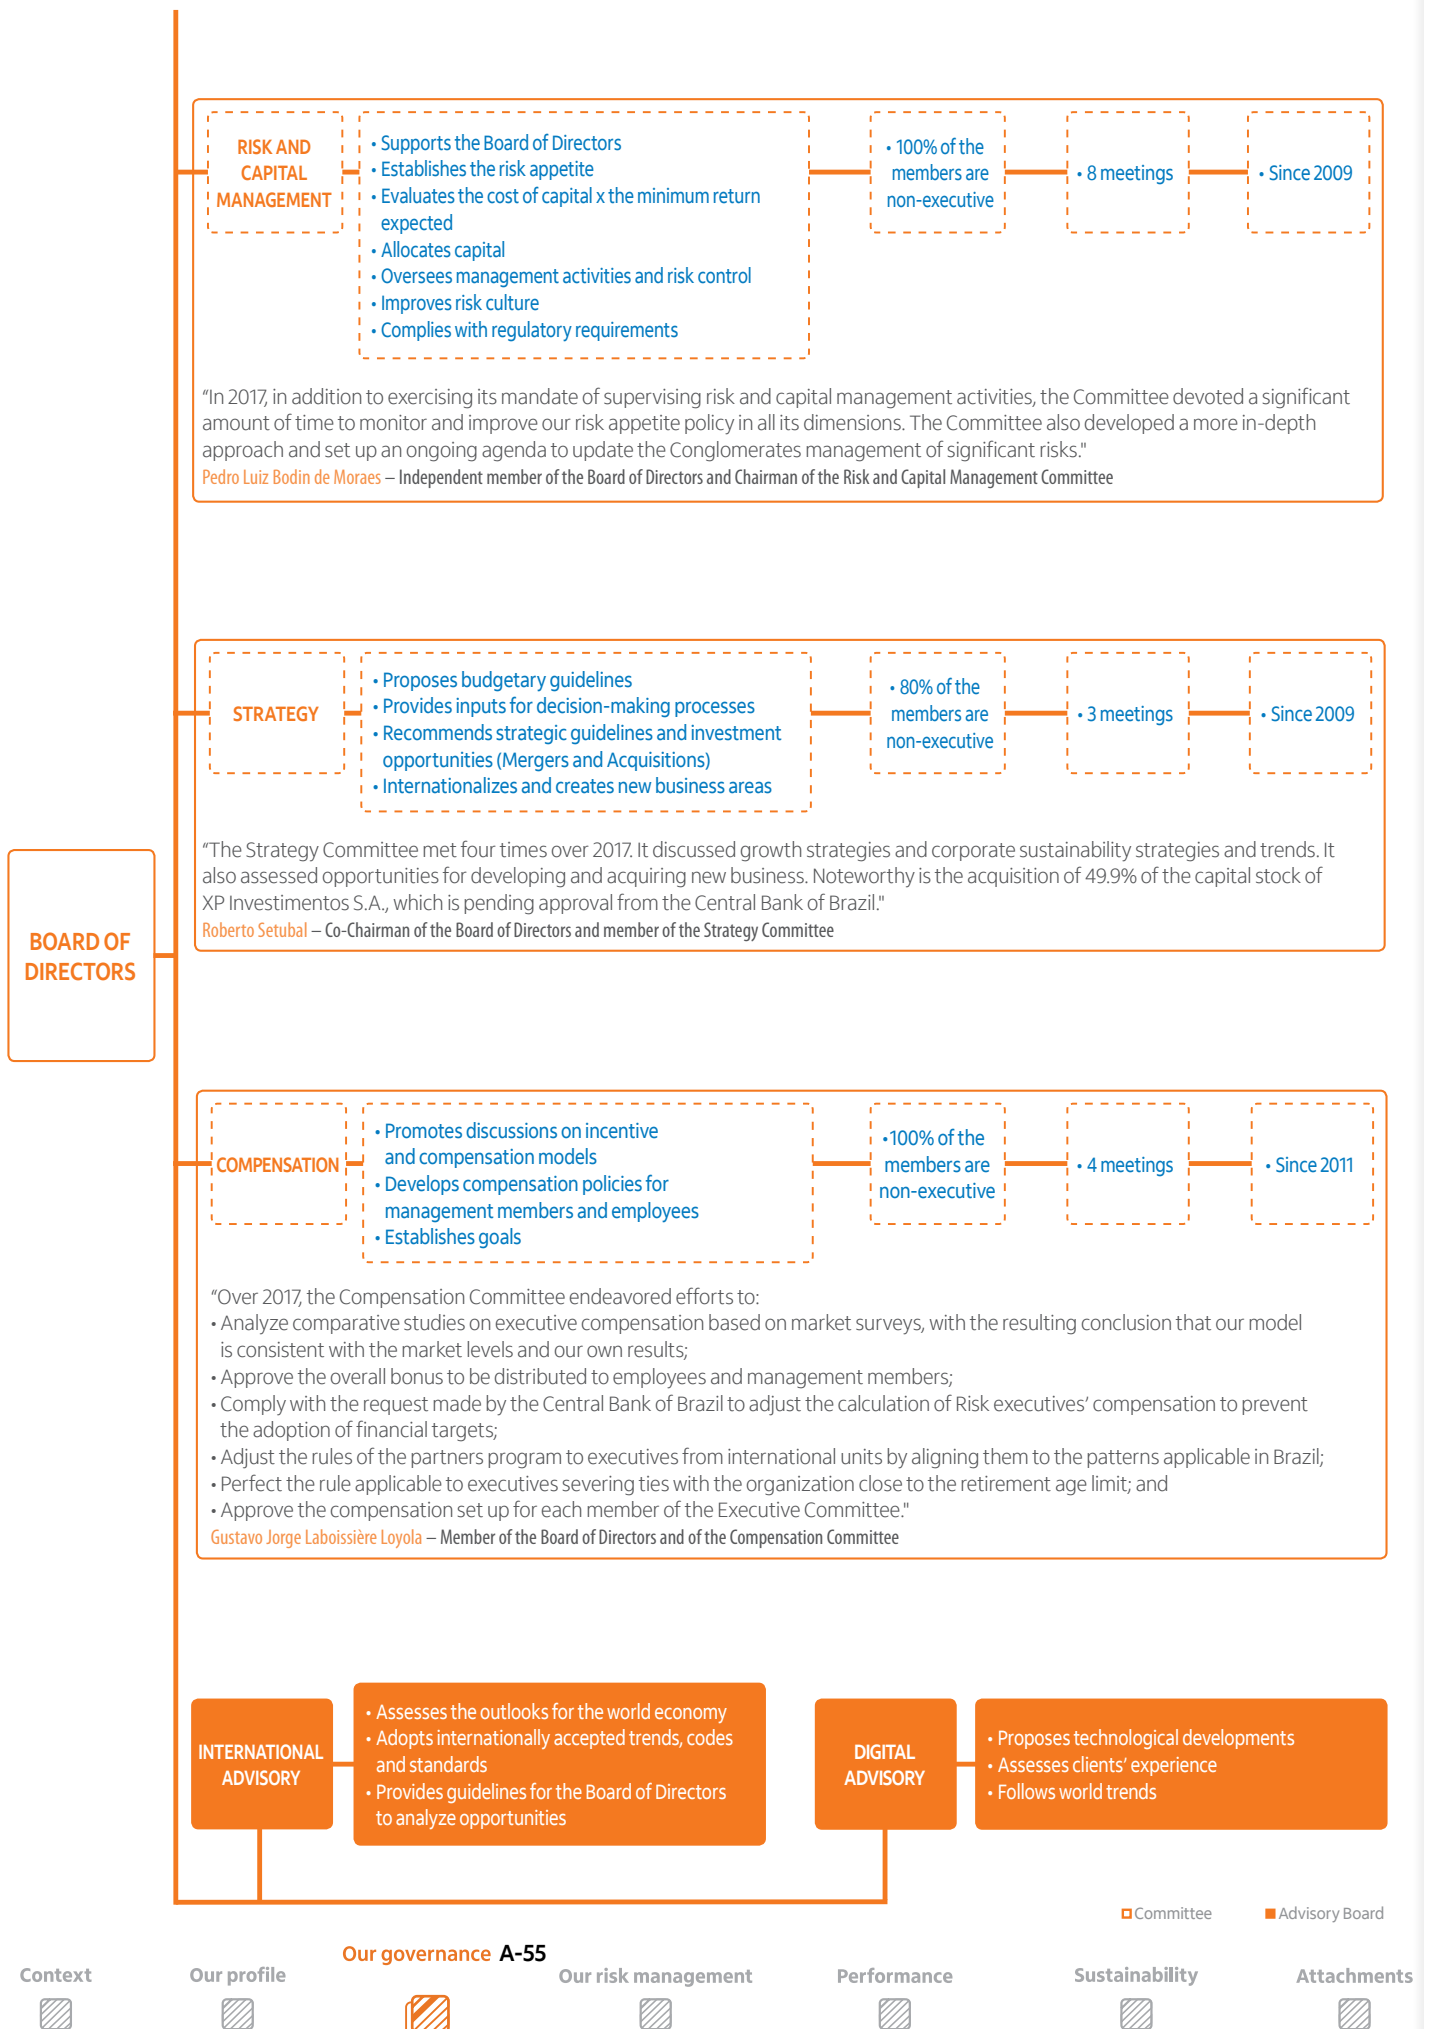 RISK AND
CAPITAL
MANAGEMENT
• Supports the Board of Directors
• Establishes the risk appetite
• Evaluates the cost of capital x the minimum return
expected
• Allocates capital
• Oversees management activities and risk control
• Improves risk culture
• Complies with regulatory requirements
• 100% of the
members are
non-executive
• 8 meetings
• Since 2009
“In 2017, in addition to exercising its mandate of supervising risk and capital management activities, the Committee devoted a significant
amount of time to monitor and improve our risk appetite policy in all its dimensions. The Committee also developed a more in-depth
approach and set up an ongoing agenda to update the Conglomerates management of significant risks."
Pedro Luiz Bodin de Moraes – Independent member of the Board of Directors and Chairman of the Risk and Capital Management Committee
STRATEGY
• Proposes budgetary guidelines
• Provides inputs for decision-making processes
• Recommends strategic guidelines and investment
opportunities (Mergers and Acquisitions)
• Internationalizes and creates new business areas
• 80% of the
members are
non-executive
• 3 meetings
• Since 2009
“The Strategy Committee met four times over 2017. It discussed growth strategies and corporate sustainability strategies and trends. It
also assessed opportunities for developing and acquiring new business. Noteworthy is the acquisition of 49.9% of the capital stock of
XP Investimentos S.A., which is pending approval from the Central Bank of Brazil."
Roberto Setubal – Co-Chairman of the Board of Directors and member of the Strategy Committee
BOARD OF
DIRECTORS
COMPENSATION
• Promotes discussions on incentive
and compensation models
• Develops compensation policies for
management members and employees
• Establishes goals
•100% of the
members are
non-executive
• 4 meetings
• Since 2011
“Over 2017, the Compensation Committee endeavored efforts to:
• Analyze comparative studies on executive compensation based on market surveys, with the resulting conclusion that our model
is consistent with the market levels and our own results;
• Approve the overall bonus to be distributed to employees and management members;
• Comply with the request made by the Central Bank of Brazil to adjust the calculation of Risk executives’ compensation to prevent
the adoption of financial targets;
• Adjust the rules of the partners program to executives from international units by aligning them to the patterns applicable in Brazil;
• Perfect the rule applicable to executives severing ties with the organization close to the retirement age limit; and
• Approve the compensation set up for each member of the Executive Committee."
Gustavo Jorge Laboissière Loyola – Member of the Board of Directors and of the Compensation Committee
INTERNATIONAL
ADVISORY
• Assesses the outlooks for the world economy
• Adopts internationally accepted trends, codes
and standards
• Provides guidelines for the Board of Directors
to analyze opportunities
DIGITAL
ADVISORY
• Proposes technological developments
• Assesses clients’ experience
• Follows world trends
Committee
Advisory Board
Our governance A-55
Context
Our profile
Our risk management
Performance
Sustainability
Attachments